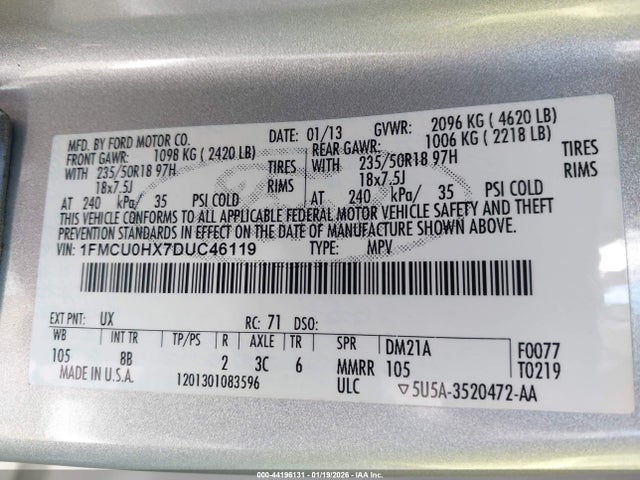 MFD. BY FORD MOTOR CO. DATE: 01/13 GVWR: 2096 KG ( 4620 LB)
FRONT GAWR: 1098 KG ( 2420 LB) REAR GAWR: 1006 KG ( 2218 LB)
WITH 235/50R18 97H TIRES WITH 235/50R18 97H TIRES
18x7.5J RIMS 18x7.5J RIMS
AT 240 kPa/ 35 PSI COLD AT 240 kPa/ 35 PSI COLD
THIS VEHICLE CONFORMS TO ALL APPLICABLE FEDERAL MOTOR VEHICLE SAFETY AND THEFT
PREVENTION STANDARDS IN EFFECT ON THE DATE OF MANUFACTURE SHOWN ABOVE.
VIN: 1FMCU0HX7DUC46119 TYPE: MPV
EXT PNT: UX RC: 71 DSO:
WB INT TR TP/PS R AXLE TR SPR DM21A F0077
105 8B 2 3C 6 MMRR 105 T0219
MADE IN U.S.A. 1201301083596 ULC ▽5U5A-3520472-AA
000-44196131 - 01/19/2026 - IAA Inc.